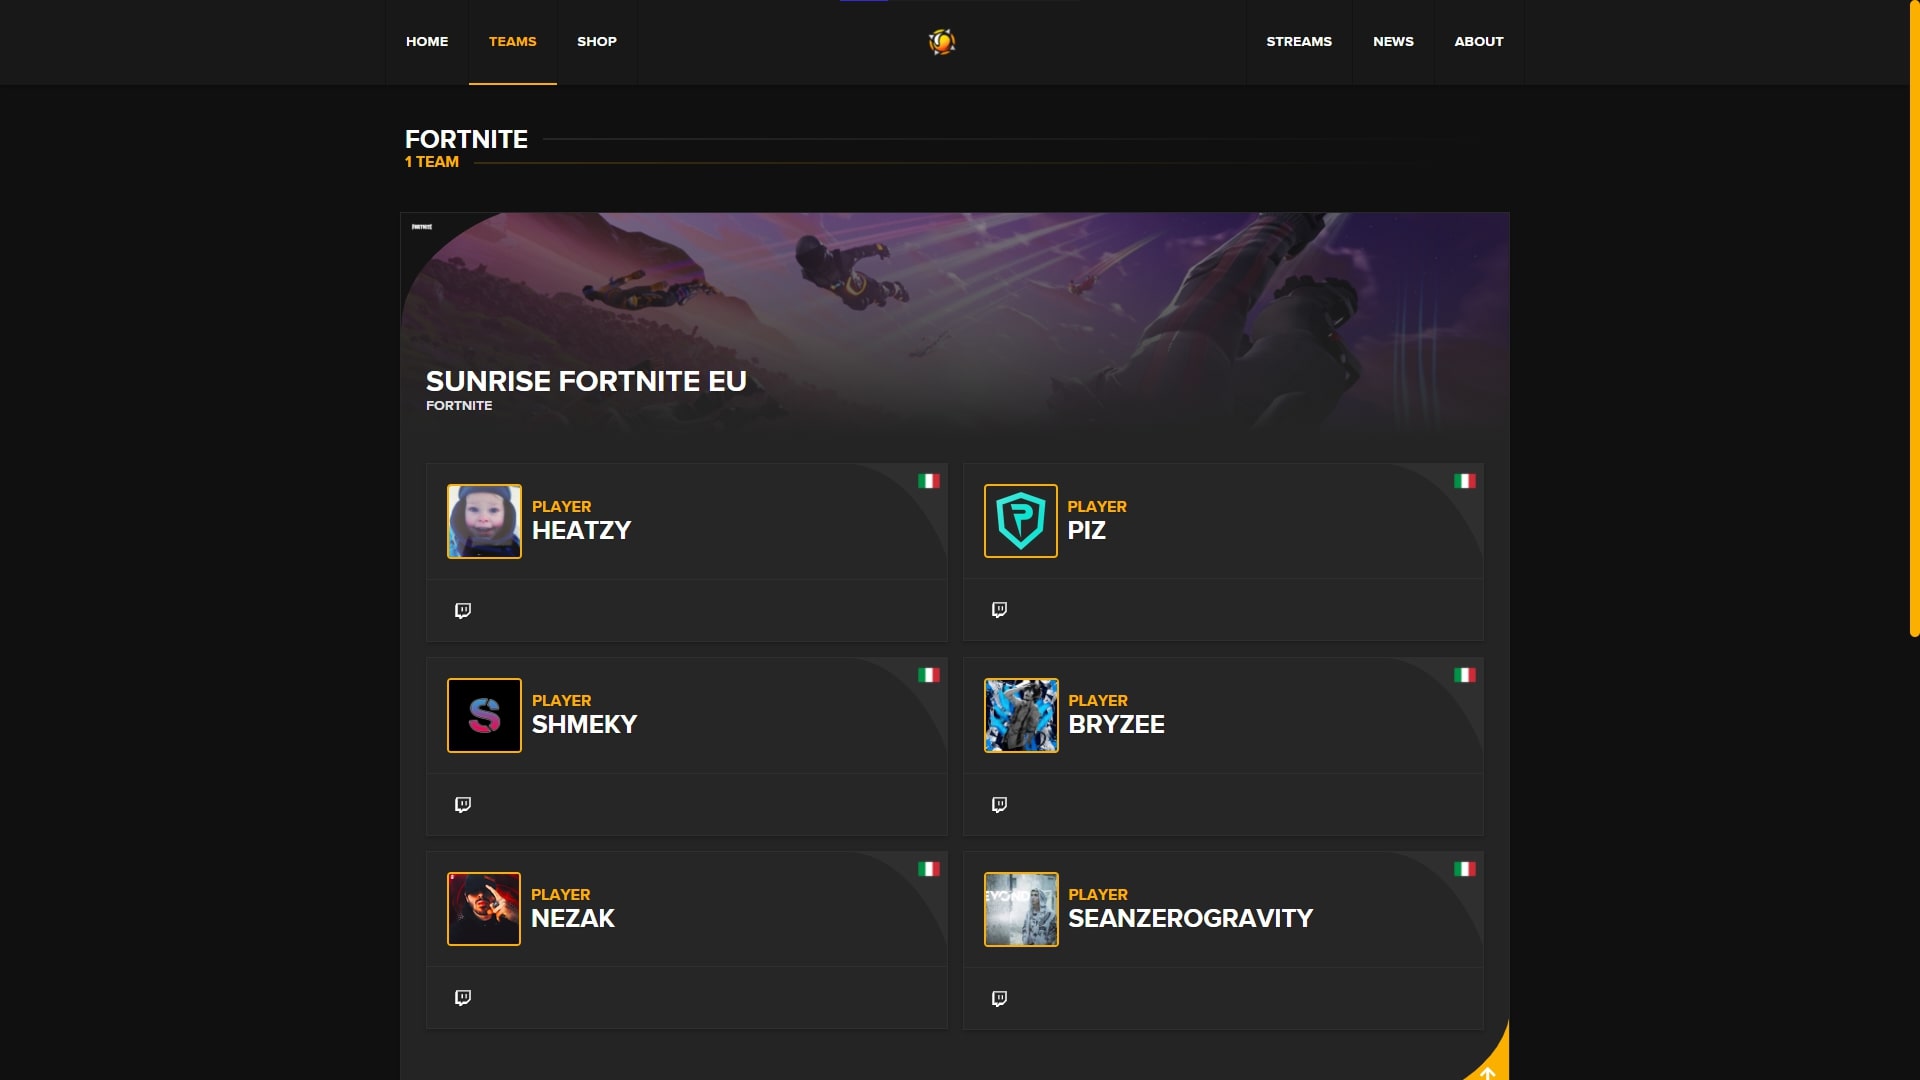 HOME TEAMS SHOP STREAMS NEWS ABOUT
FORTNITE
1 TEAM
FORTNITE
SUNRISE FORTNITE EU
FORTNITE
PLAYER
HEATZY
PLAYER
PIZ
PLAYER
SHMEKY
PLAYER
BRYZEE
PLAYER
NEZAK
PLAYER
SEANZEROGRAVITY